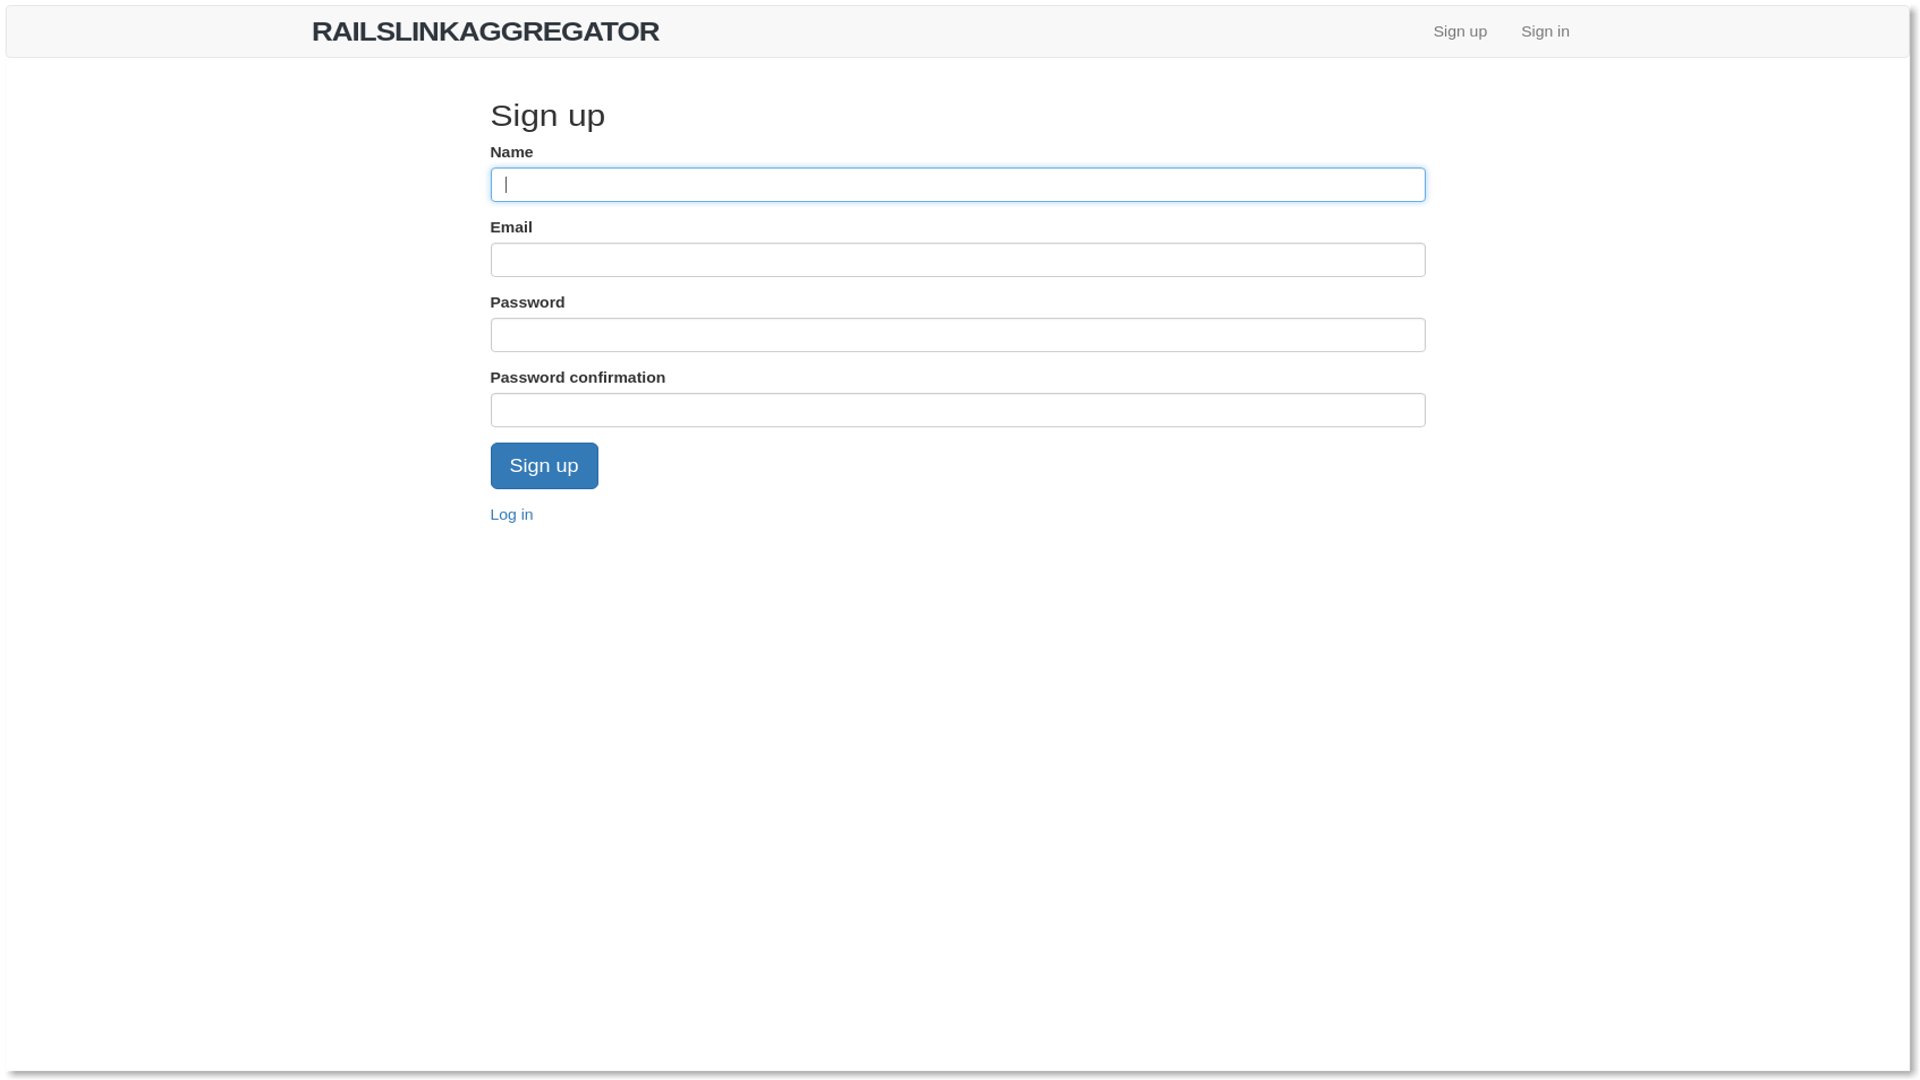 RAILSLINKAGGREGATOR
Sign up
Sign in
Sign up
Name
Email
Password
Password confirmation
Sign up
Log in